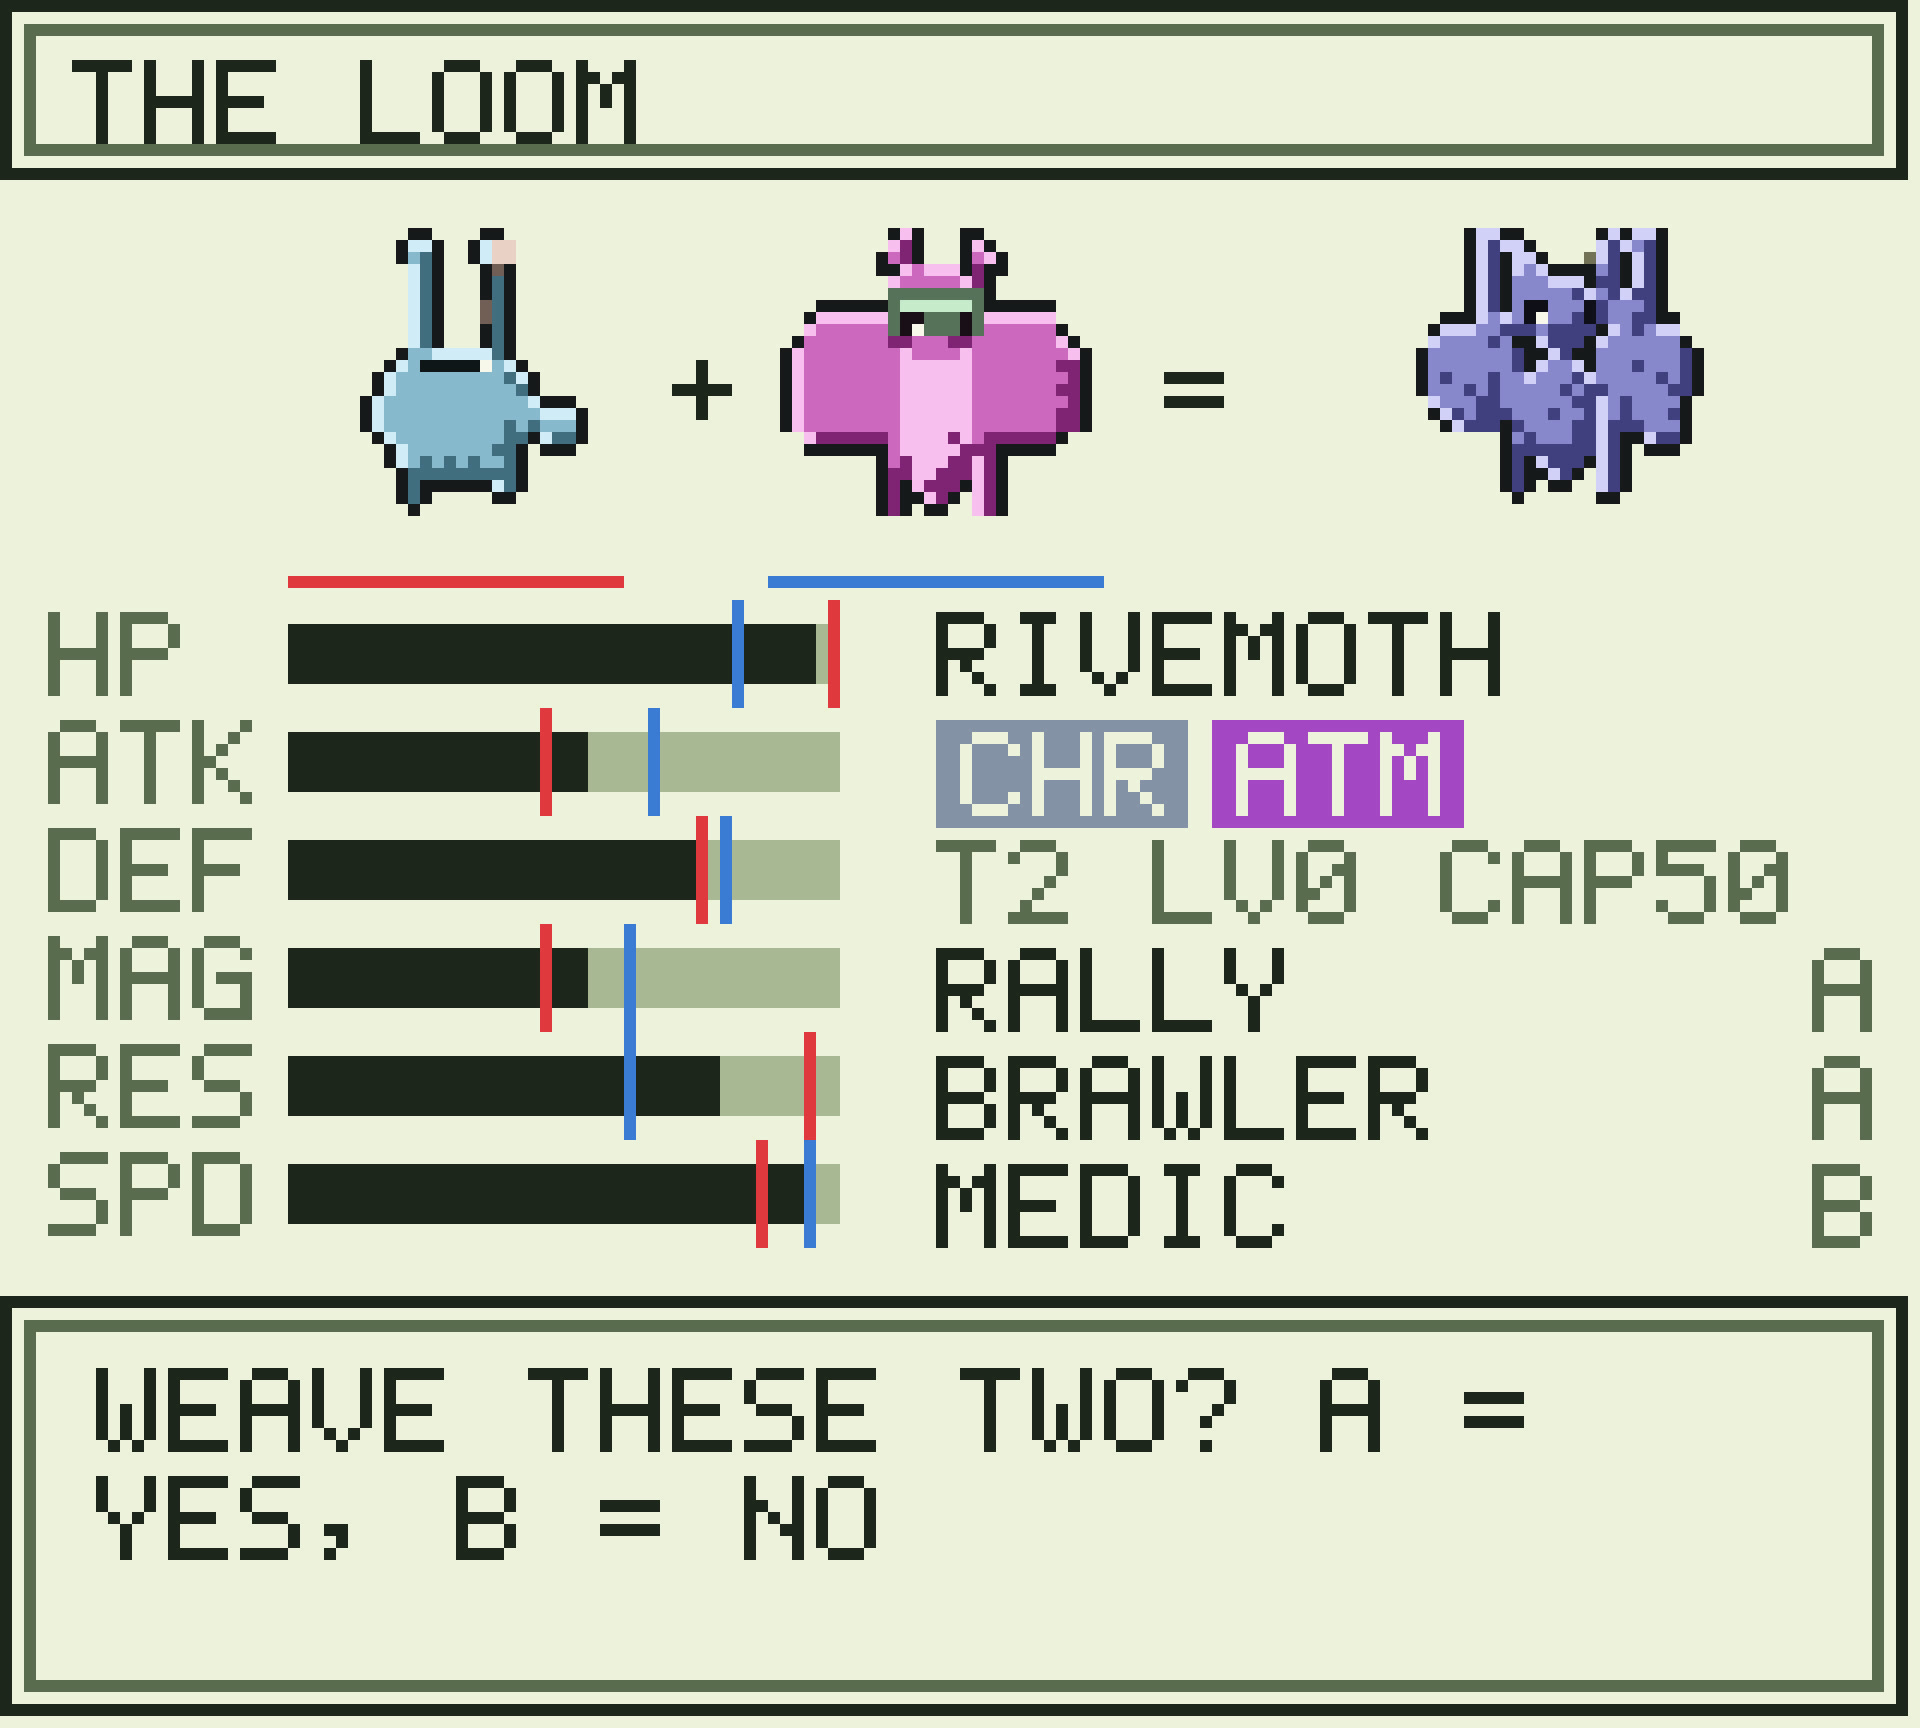 THE LOOM
+ =
HP RIVEMOTH
ATK CHR ATM
DEF T2 LV0 CAP50
MAG RALLY A
RES BRAWLER A
SPD MEDIC B
WEAVE THESE TWO? A =
YES, B = NO